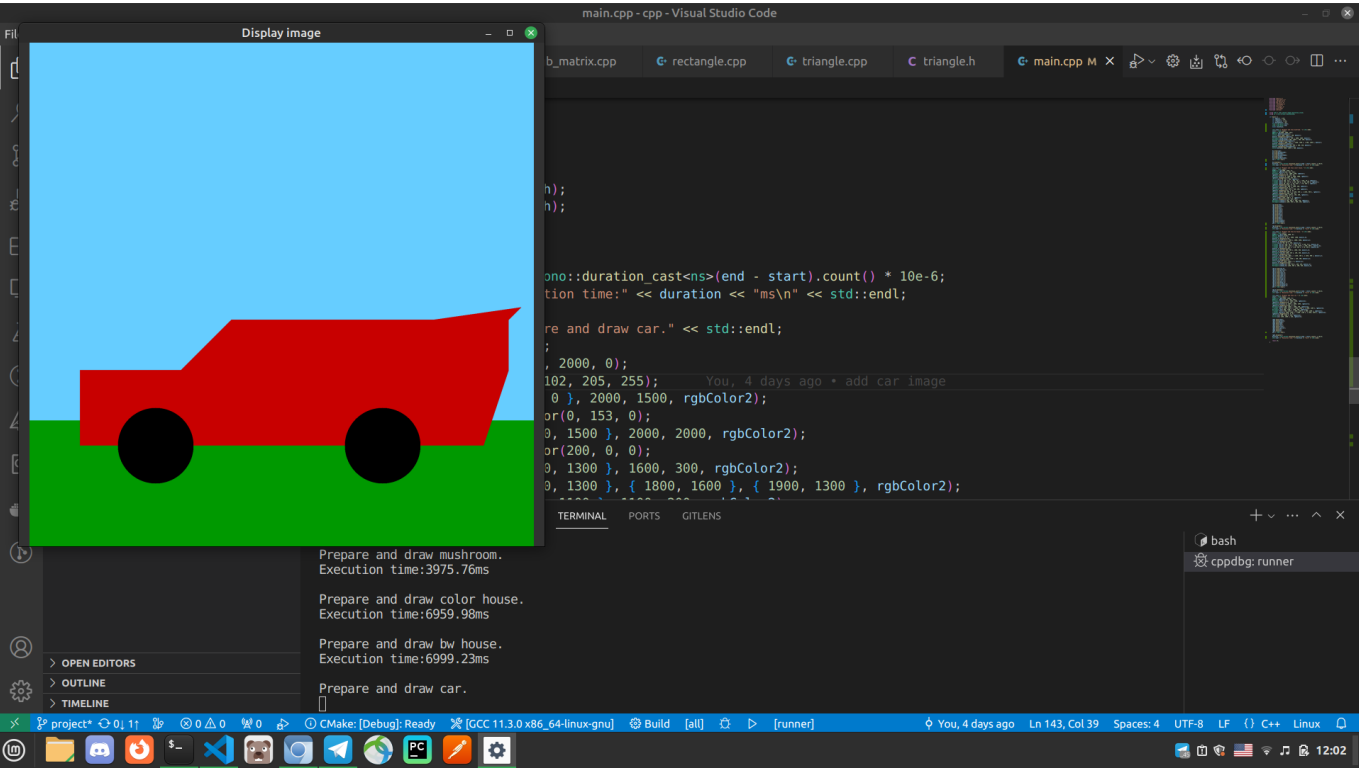 main.cpp - cpp - Visual Studio Code
Fil
Display image
b_matrix.cpp
rectangle.cpp
triangle.cpp
C triangle.h
main.cpp M
h);
h);
ono::duration_cast<ns>(end - start).count() * 10e-6;
tion time:" << duration << "ms\n" << std::endl;
re and draw car." << std::endl;
;
, 2000, 0);
102, 205, 255); You, 4 days ago • add car image
0 }, 2000, 1500, rgbColor2);
or(0, 153, 0);
0, 1500 }, 2000, 2000, rgbColor2);
or(200, 0, 0);
0, 1300 }, 1600, 300, rgbColor2);
0, 1300 }, { 1800, 1600 }, { 1900, 1300 }, rgbColor2);
TERMINAL PORTS GITLENS
bash
cppdbg: runner
Prepare and draw mushroom.
Execution time:3975.76ms
Prepare and draw color house.
Execution time:6959.98ms
Prepare and draw bw house.
Execution time:6999.23ms
Prepare and draw car.
OPEN EDITORS
OUTLINE
TIMELINE
project* 0↓ 1↑ 0 0 0 CMake: [Debug]: Ready [GCC 11.3.0 x86_64-linux-gnu] Build [all] [runner] You, 4 days ago Ln 143, Col 39 Spaces: 4 UTF-8 LF {} C++ Linux
$_ PC 12:02